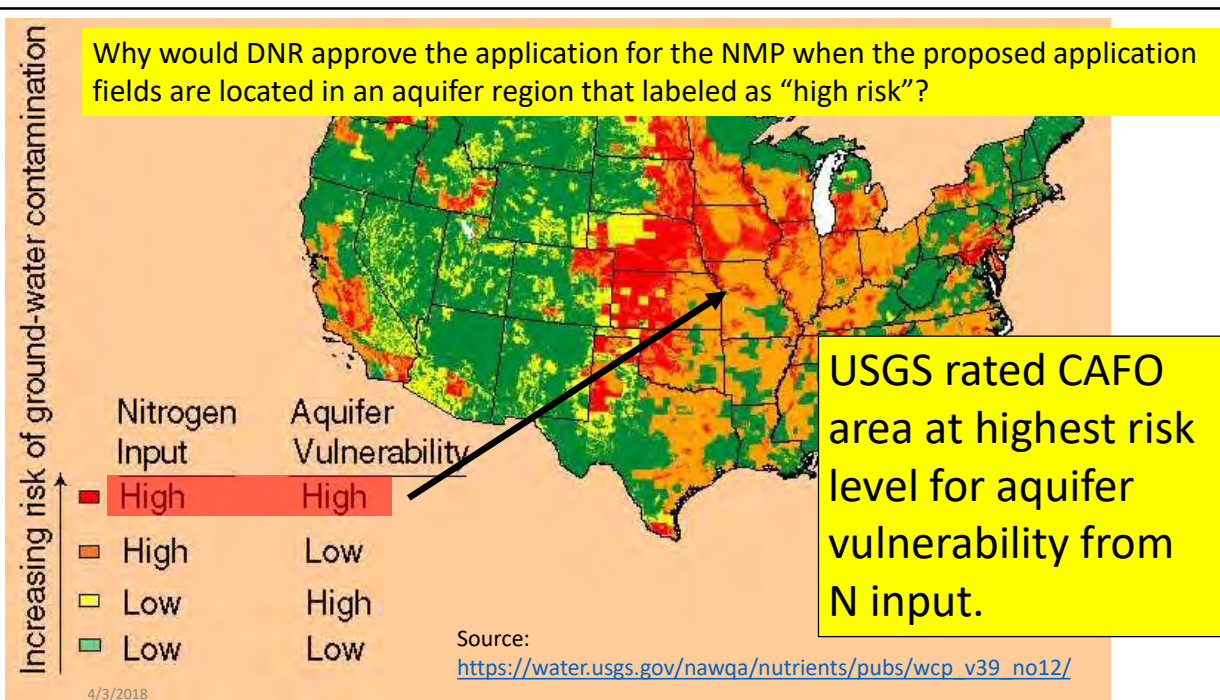 Why would DNR approve the application for the NMP when the proposed application
fields are located in an aquifer region that labeled as “high risk”?
Increasing risk of ground-water contamination
Nitrogen Aquifer
Input Vulnerability
High High
High Low
Low High
Low Low
USGS rated CAFO
area at highest risk
level for aquifer
vulnerability from
N input.
Source:
https://water.usgs.gov/nawqa/nutrients/pubs/wcp_v39_no12/
4/3/2018